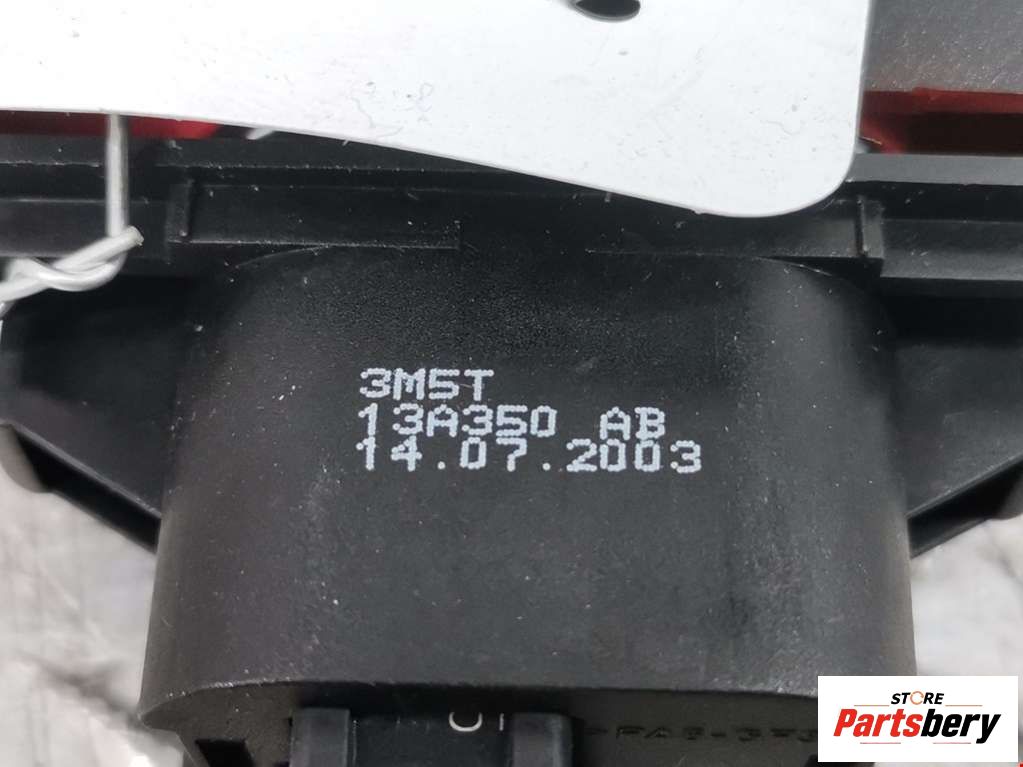 3M5T
13A350 AB
14.07.2003
STORE
Partsbery